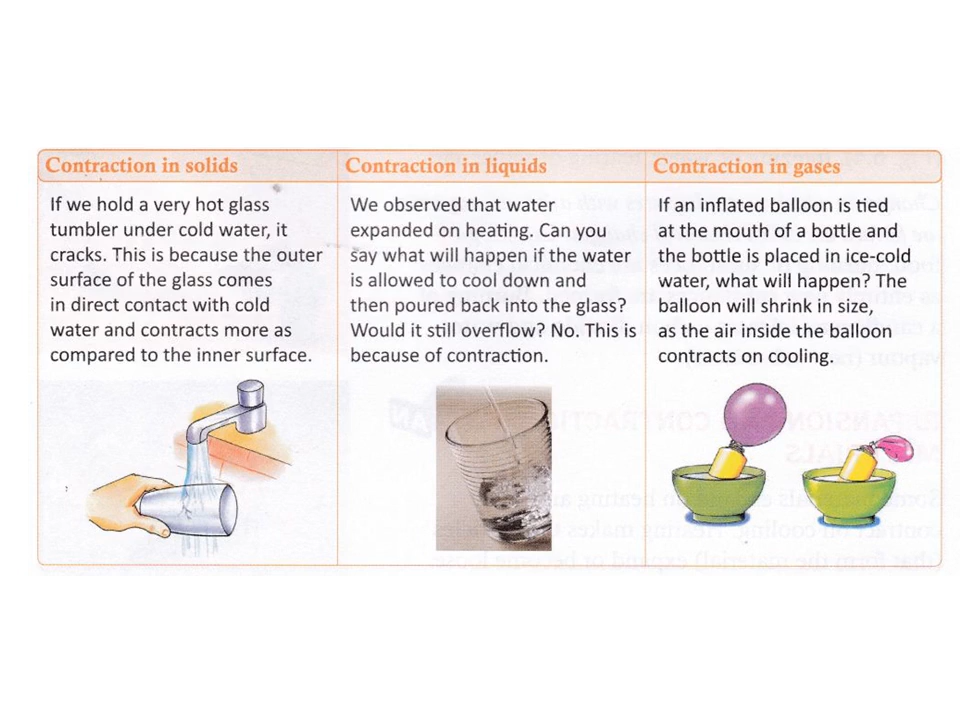 Contraction in solids
If we hold a very hot glass
tumbler under cold water, it
cracks. This is because the outer
surface of the glass comes
in direct contact with cold
water and contracts more as
compared to the inner surface.
Contraction in liquids
We observed that water
expanded on heating. Can you
say what will happen if the water
is allowed to cool down and
then poured back into the glass?
Would it still overflow? No. This is
because of contraction.
Contraction in gases
If an inflated balloon is tied
at the mouth of a bottle and
the bottle is placed in ice-cold
water, what will happen? The
balloon will shrink in size,
as the air inside the balloon
contracts on cooling.